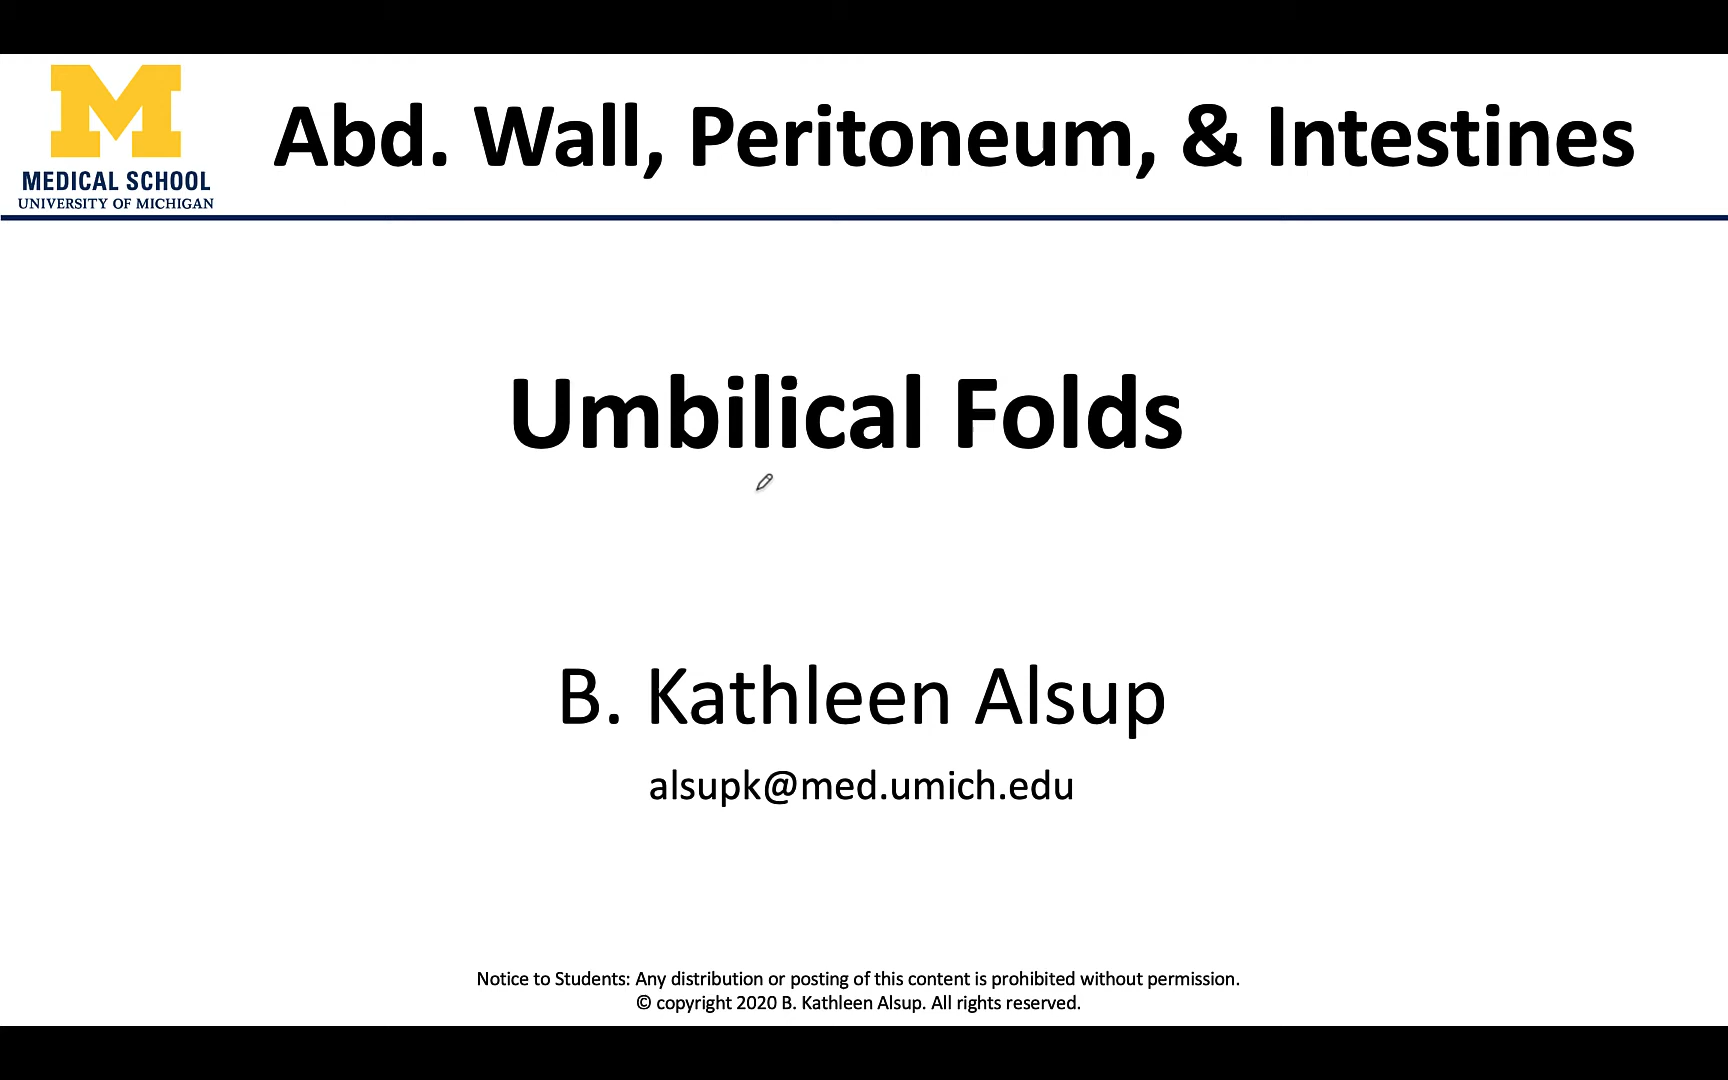 M
MEDICAL SCHOOL
UNIVERSITY OF MICHIGAN
Abd. Wall, Peritoneum, & Intestines
Umbilical Folds
B. Kathleen Alsup
alsupk@med.umich.edu
Notice to Students: Any distribution or posting of this content is prohibited without permission.
© copyright 2020 B. Kathleen Alsup. All rights reserved.